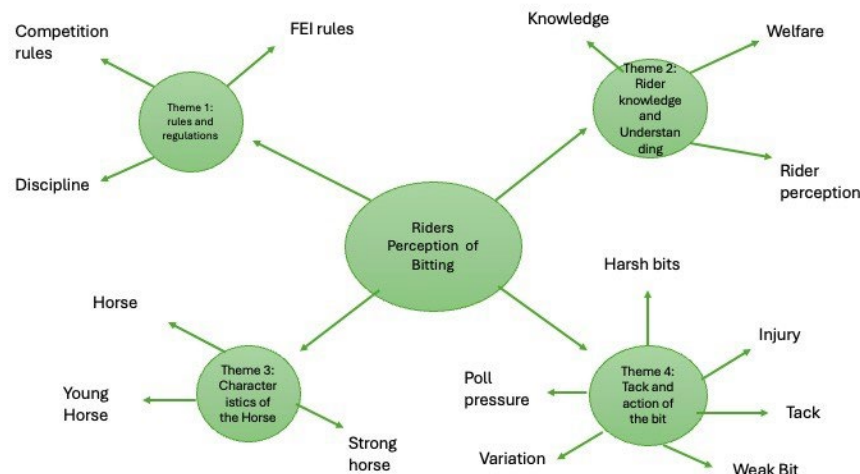 Competition
rules
FEI rules
Theme 1:
rules and
regulations
Discipline
Knowledge
Welfare
Theme 2:
Rider
knowledge
and
Understan
ding
Rider
perception
Riders
Perception of
Bitting
Horse
Theme 3:
Character
istics of
the Horse
Young
Horse
Strong
horse
Harsh bits
Injury
Theme 4:
Tack and
action of
the bit
Poll
pressure
Tack
Variation
Weak Bit